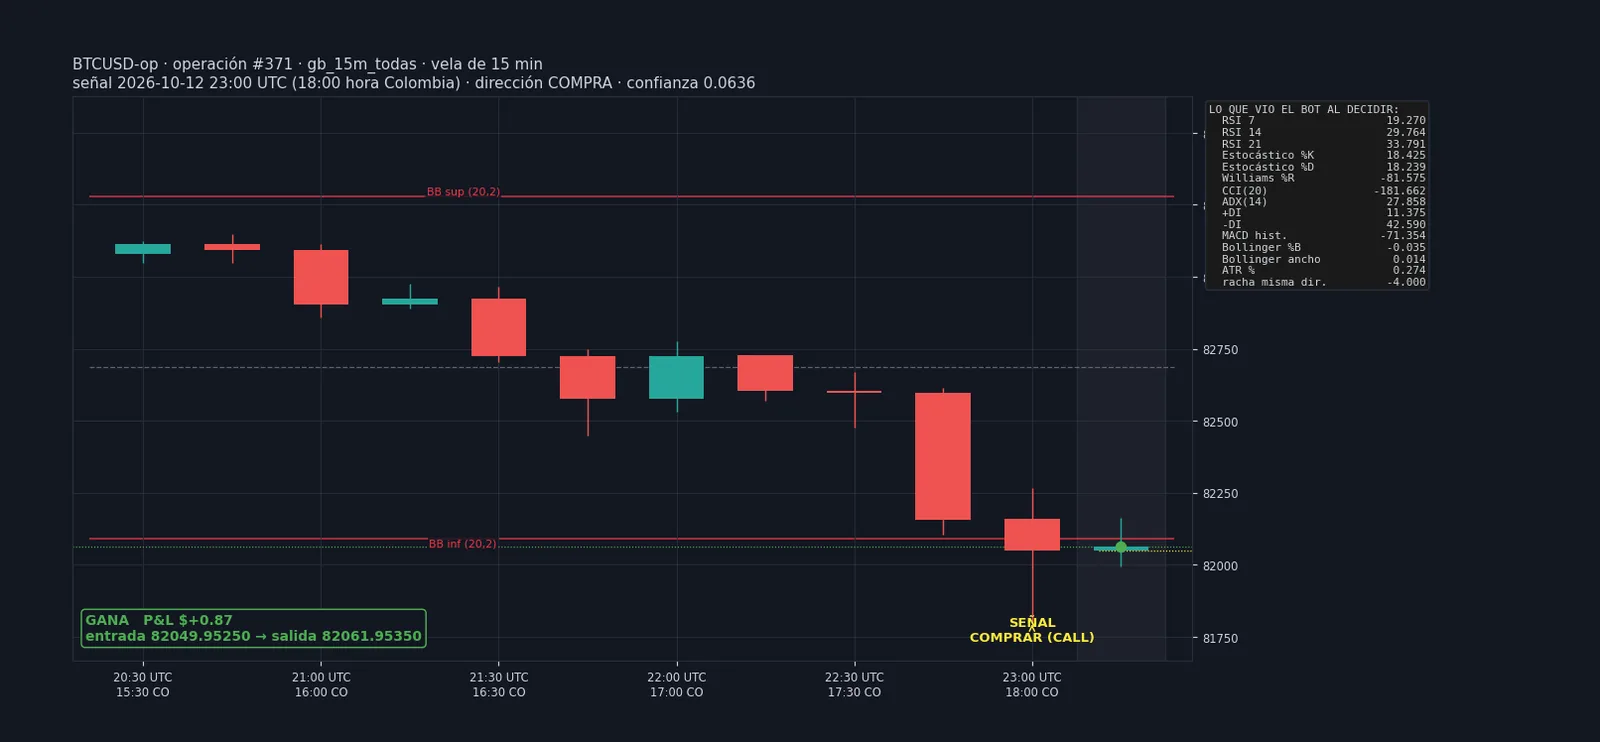 BTCUSD-op · operación #371 · gb_15m_todas · vela de 15 min
señal 2026-10-12 23:00 UTC (18:00 hora Colombia) · dirección COMPRA · confianza 0.0636
LO QUE VIO EL BOT AL DECIDIR:
RSI 7 19.270
RSI 14 29.764
RSI 21 33.791
Estocástico %K 18.425
Estocástico %D 18.239
Williams %R -81.575
CCI(20) -181.662
ADX(14) 27.858
+DI 11.375
-DI 42.590
MACD hist. -71.354
Bollinger %B -0.035
Bollinger ancho 0.014
ATR % 0.274
racha misma dir. -4.000
BB sup (20,2)
82750
82500
82250
BB inf (20,2)
82000
81750
GANA P&L $+0.87
entrada 82049.95250 → salida 82061.95350
SEÑAL
COMPRAR (CALL)
20:30 UTC
15:30 CO
21:00 UTC
16:00 CO
21:30 UTC
16:30 CO
22:00 UTC
17:00 CO
22:30 UTC
17:30 CO
23:00 UTC
18:00 CO